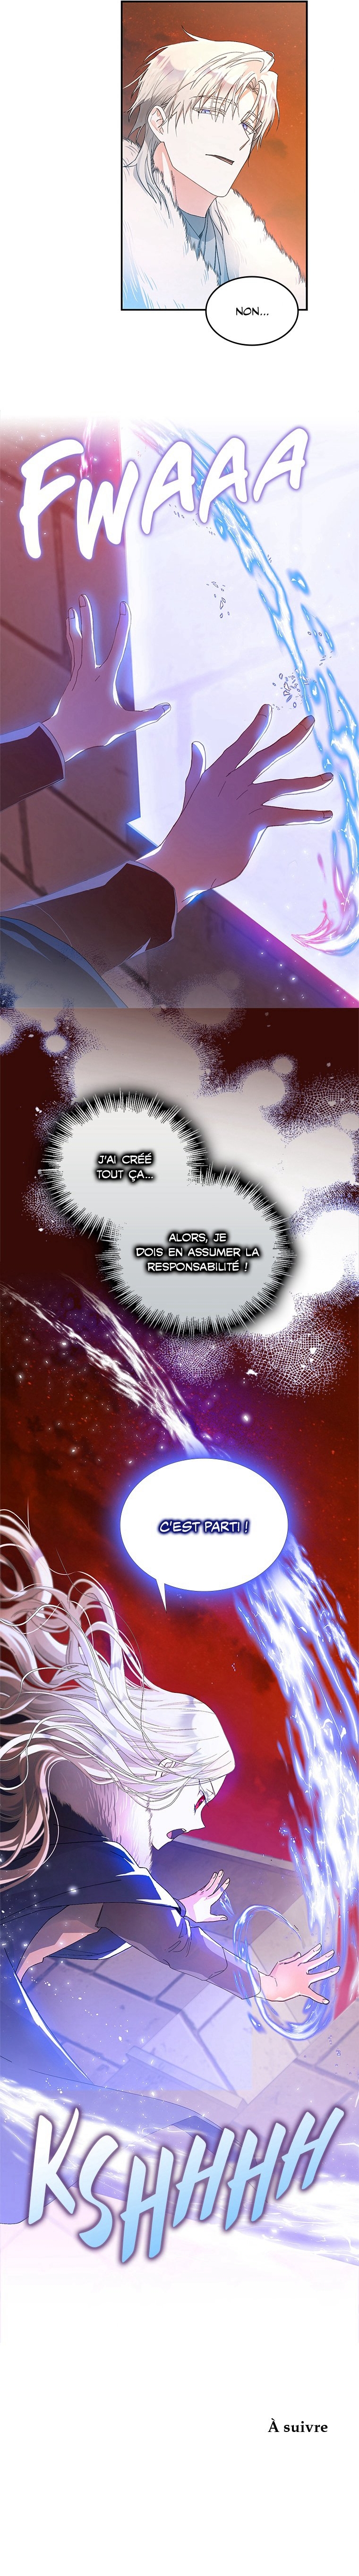 NON...
FWAAA
J'AI CRÉÉ
TOUT ÇA...
ALORS, JE
DOIS EN ASSUMER LA
RESPONSABILITÉ !
C'EST PARTI !
KSHHHH
À suivre